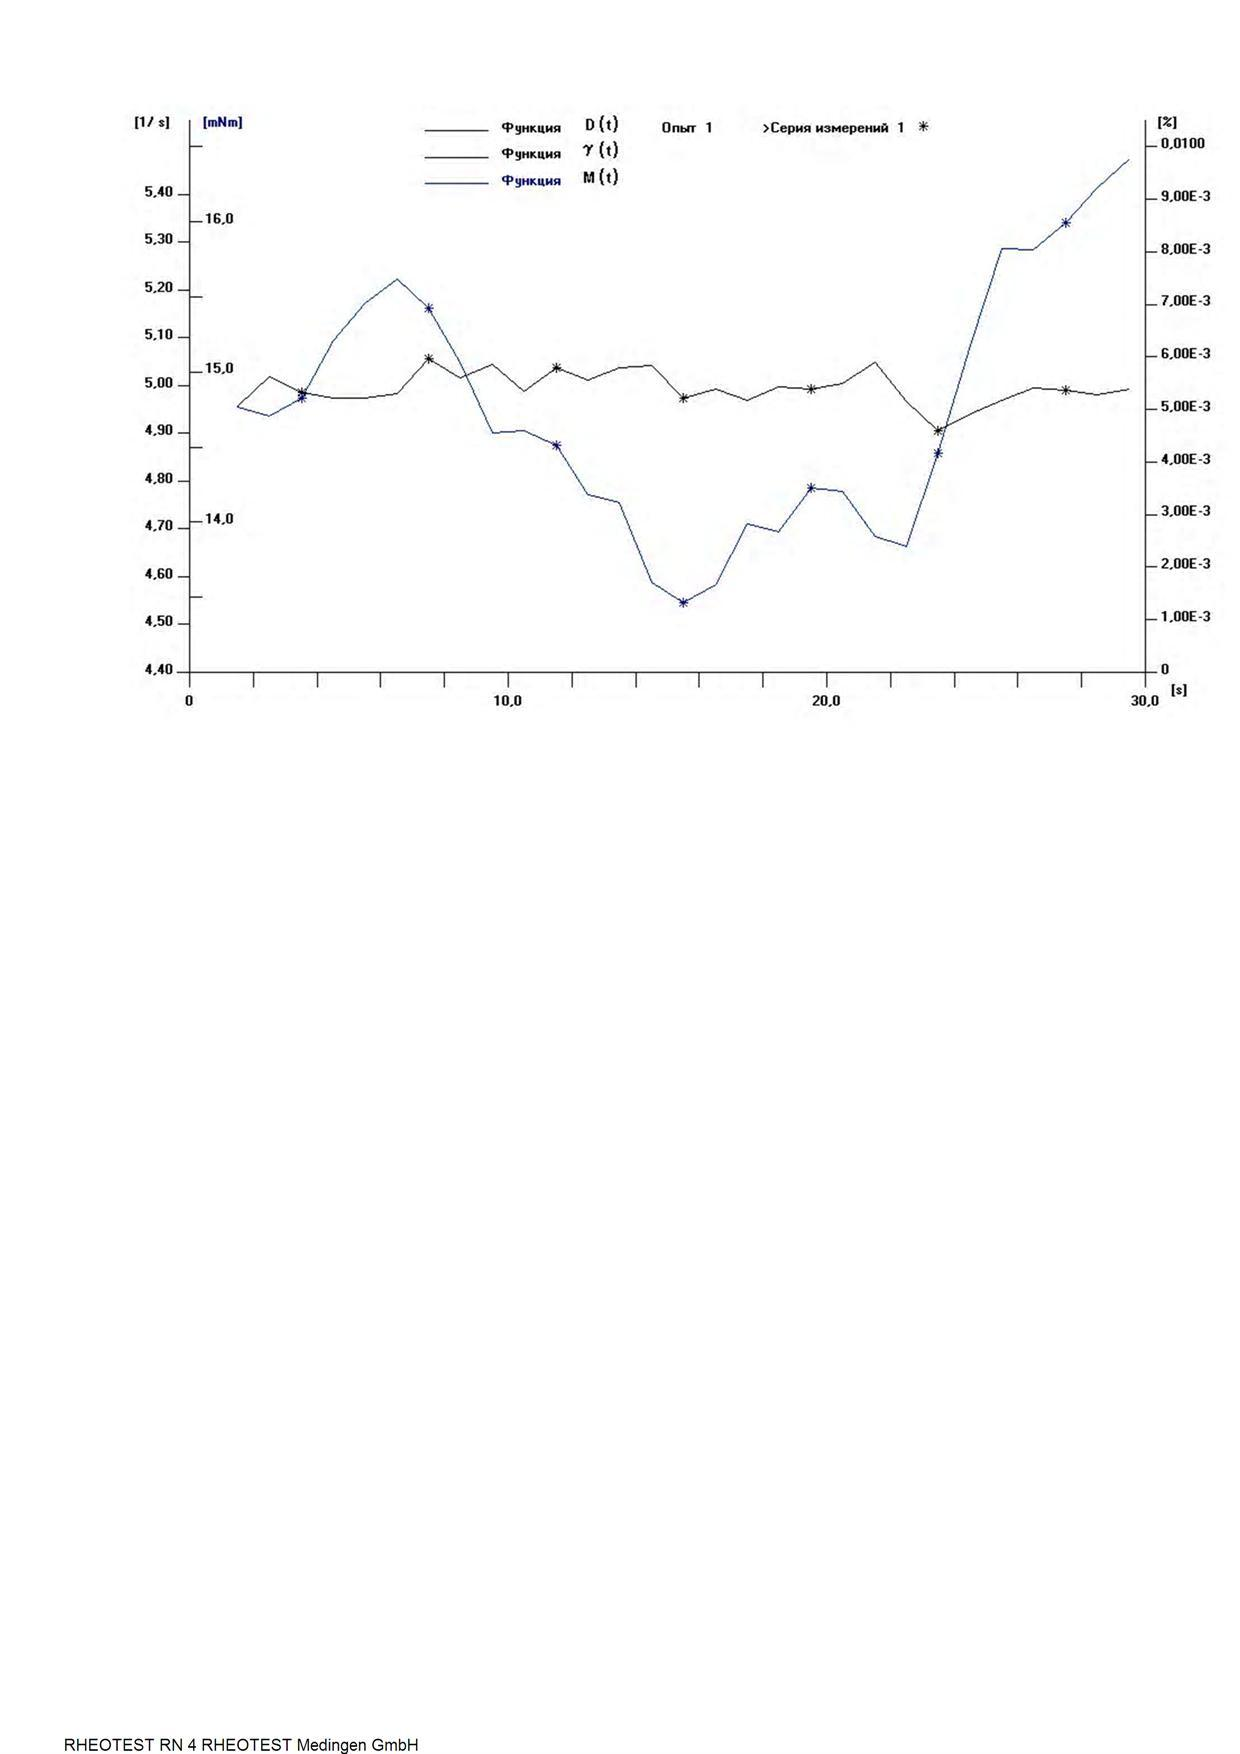 [1/ s] [mNm] Функция D(t) Опыт 1 >Серия измерений 1 * [%]
Функция γ(t) 0,0100
Функция M(t)
5,40 9,00E-3
16,0
5,30 8,00E-3
5,20 7,00E-3
5,10 6,00E-3
15,0
5,00 5,00E-3
4,90 4,00E-3
4,80 3,00E-3
14,0
4,70 2,00E-3
4,60 1,00E-3
4,50
4,40 0
[s]
0 10,0 20,0 30,0
RHEOTEST RN 4 RHEOTEST Medingen GmbH